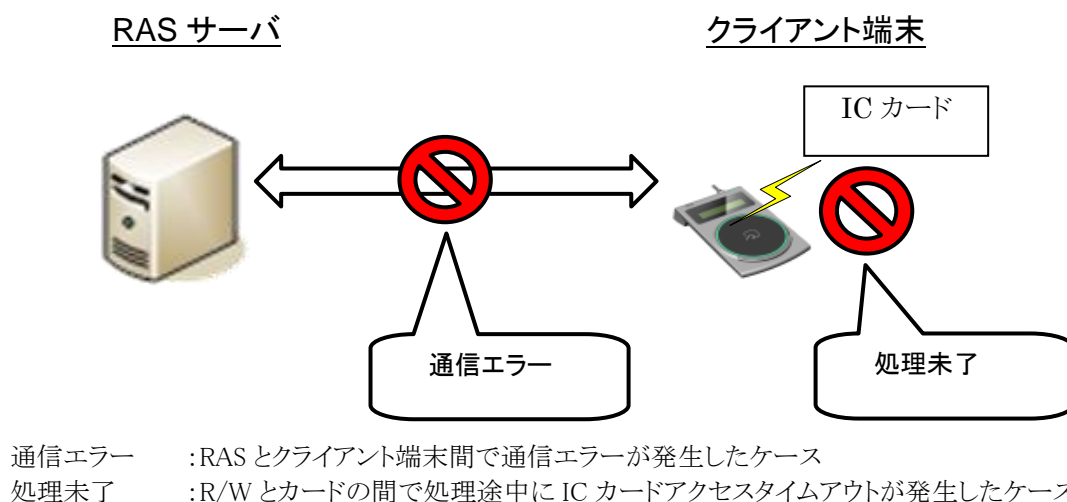 RAS サーバ
クライアント端末
IC カード
通信エラー
処理未了
通信エラー :RAS とクライアント端末間で通信エラーが発生したケース
処理未了 :R/W とカードの間で処理途中に IC カードアクセスタイムアウトが発生したケース